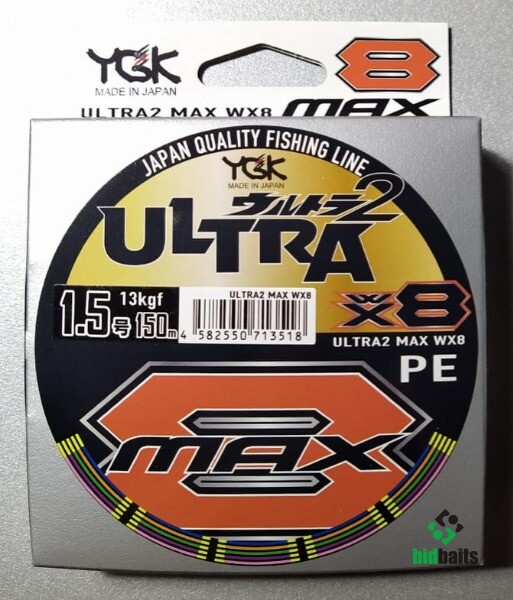 YGK
MADE IN JAPAN
8
ULTRA2 MAX WX8 MAX
JAPAN QUALITY FISHING LINE
YGK
MADE IN JAPAN
ウルトラ2
ULTRA
13kgf
1.5号 150m
ULTRA2 MAX WX8
4 582550 713518
WX8
ULTRA2 MAX WX8
PE
MAX
bidbaits